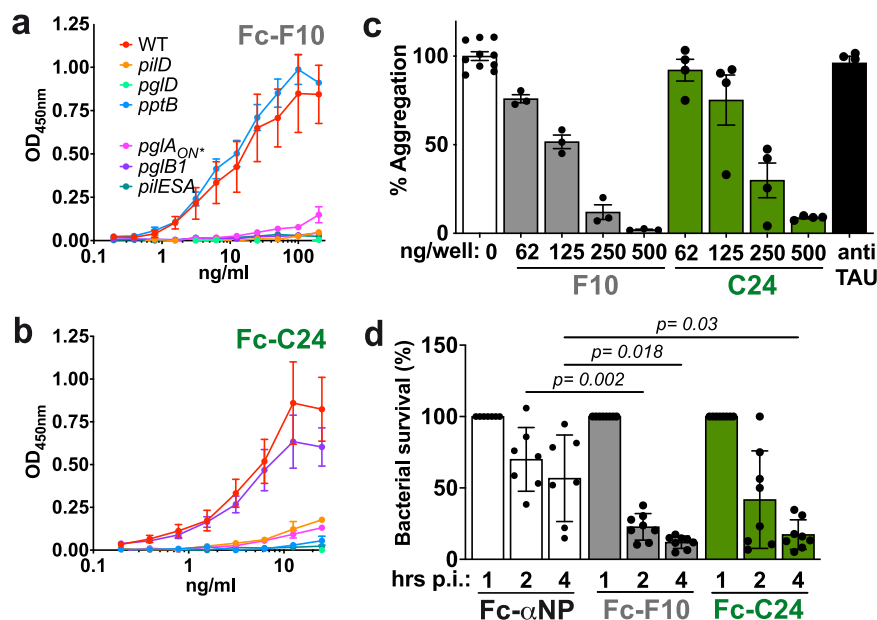 a
Fc-F10
OD450nm
1.25
1.00
0.75
0.50
0.25
0.00
WT
pilD
pglD
pptB
pglAON*
pglB1
pilESA
0.1 1 10 100
ng/ml
b
Fc-C24
OD450nm
1.25
1.00
0.75
0.50
0.25
0.00
0.1 1 10
ng/ml
c
% Aggregation
100
50
0
ng/well: 0 62 125 250 500 62 125 250 500 anti
F10 C24 TAU
d
Bacterial survival (%)
150
100
50
0
p= 0.03
p= 0.018
p= 0.002
hrs p.i.: 1 2 4 1 2 4 1 2 4
Fc-αNP Fc-F10 Fc-C24